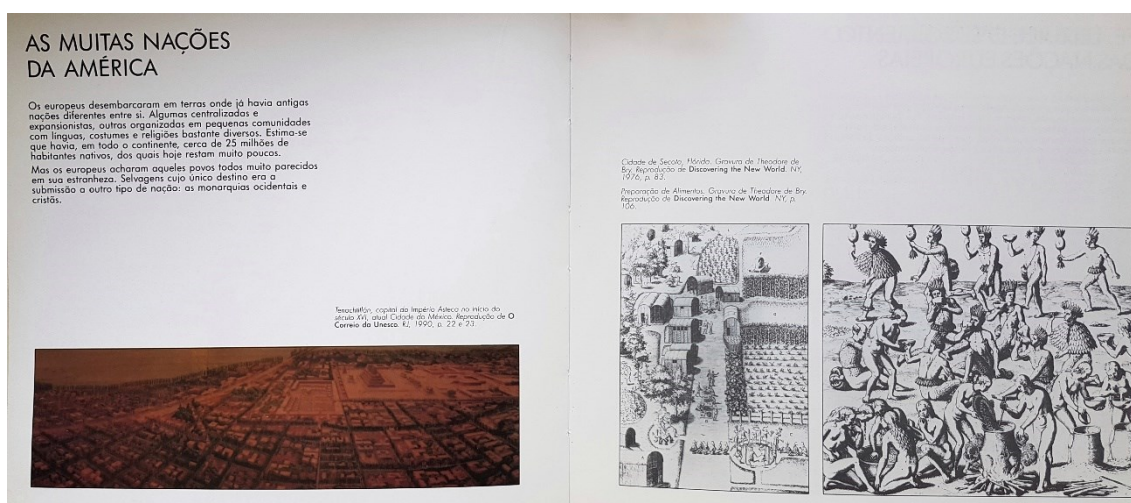 AS MUITAS NAÇÕES
DA AMÉRICA
Os europeus desembarcaram em terras onde já havia antigas
nações diferentes entre si. Algumas centralizadas e
expansionistas, outras organizadas em pequenas comunidades
com línguas, costumes e religiões bastante diversos. Estima-se
que havia, em todo o continente, cerca de 25 milhões de
habitantes nativos, dos quais hoje restam muito poucos.
Mas os europeus acharam aqueles povos todos muito parecidos
em sua estranheza. Selvagens cujo único destino era a
submissão a outro tipo de nação: as monarquias ocidentais e
cristãs.
Tenochtitlán, capital do Império Asteca no início do
século XVI, atual Cidade do México. Reprodução de O
Correio da Unesco. RJ, 1990, p. 22 e 23.
Cidade de Secota, Flórida. Gravura de Theodore de
Bry. Reprodução de Discovering the New World. NY,
1976, p. 83.
Preparação de Alimentos. Gravura de Theodore de Bry.
Reprodução de Discovering the New World. NY, p.
106.